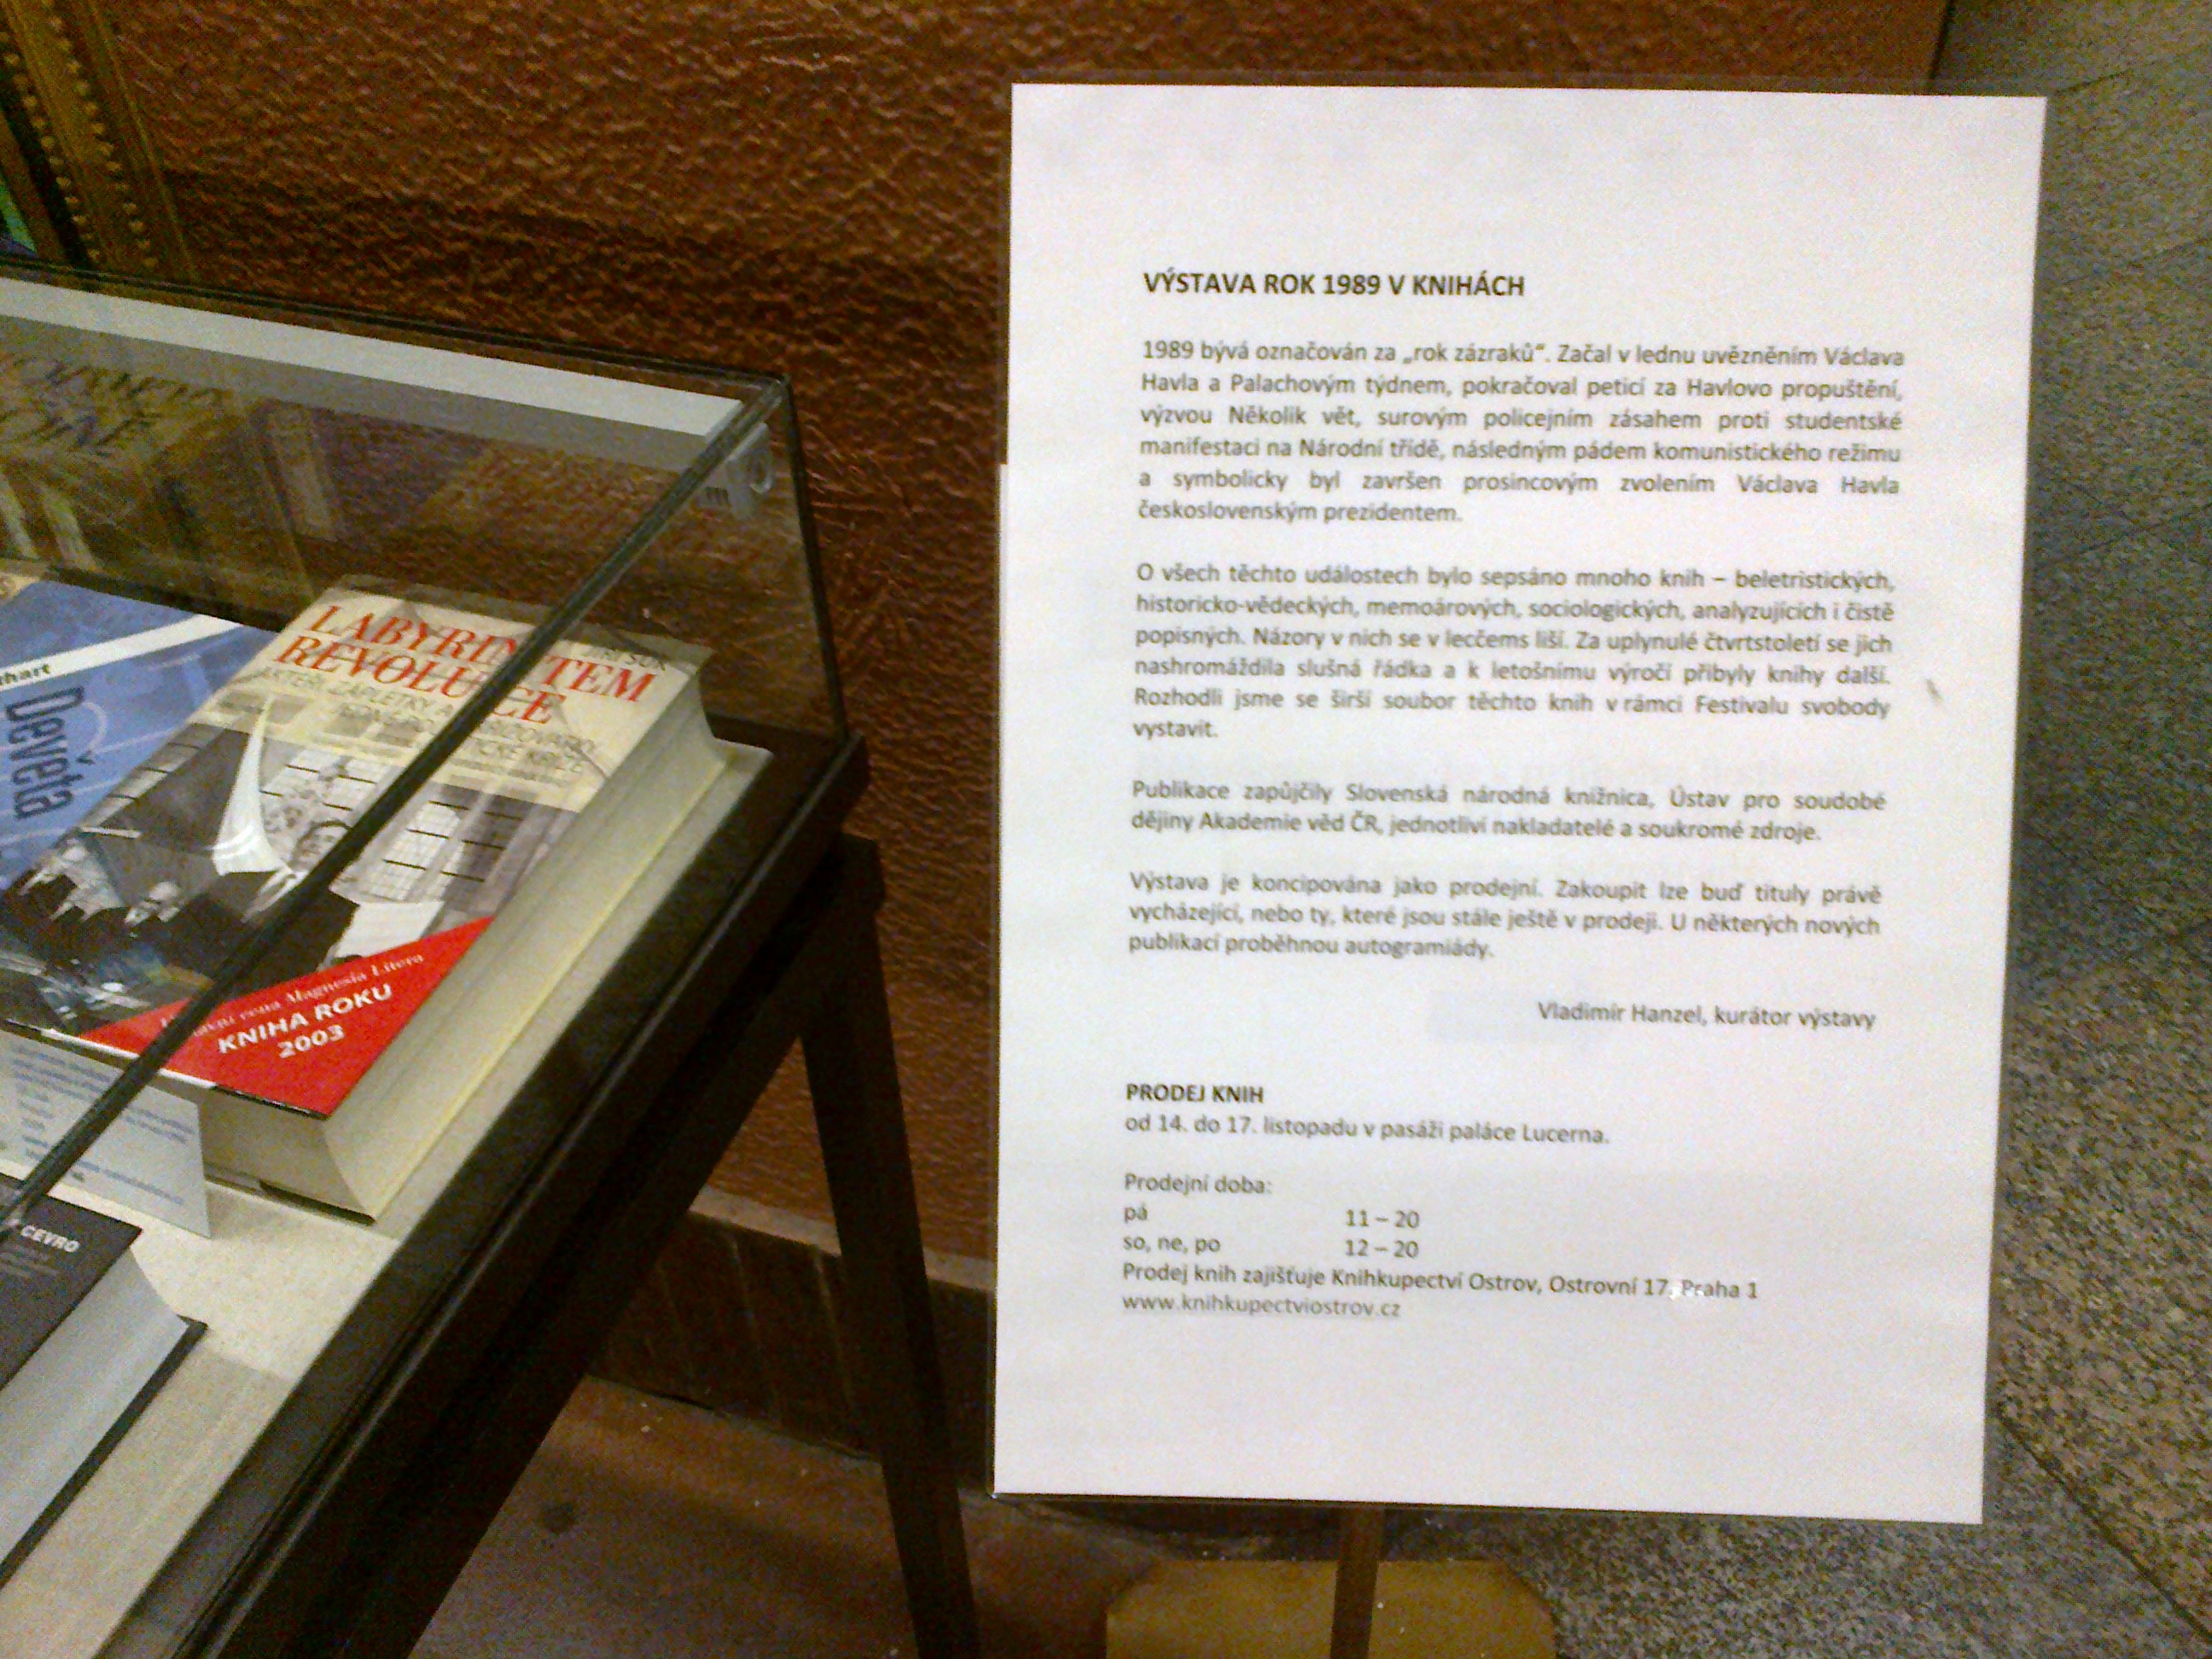 VÝSTAVA ROK 1989 V KNIHÁCH
1989 bývá označován za „rok zázraků“. Začal v lednu uvězněním Václava
Havla a Palachovým týdnem, pokračoval peticí za Havlovo propuštění,
výzvou Několik vět, surovým policejním zásahem proti studentské
manifestaci na Národní třídě, následným pádem komunistického režimu
a symbolicky byl završen prosincovým zvolením Václava Havla
československým prezidentem.
O všech těchto událostech bylo sepsáno mnoho knih – beletristických,
historicko-vědeckých, memoárových, sociologických, analyzujících i čistě
popisných. Názory v nich se v lecčems liší. Za uplynulé čtvrtstoletí se jich
nashromáždila slušná řádka a k letošnímu výročí přibyly knihy další.
Rozhodli jsme se širší soubor těchto knih v rámci Festivalu svobody
vystavit.
Publikace zapůjčily Slovenská národná knižnica, Ústav pro soudobé
dějiny Akademie věd ČR, jednotliví nakladatelé a soukromé zdroje.
Výstava je koncipována jako prodejní. Zakoupit lze buď tituly právě
vycházející, nebo ty, které jsou stále ještě v prodeji. U některých nových
publikací proběhnou autogramiády.
Vladimír Hanzel, kurátor výstavy
PRODEJ KNIH
od 14. do 17. listopadu v pasáži paláce Lucerna.
Prodejní doba:
pá 11 – 20
so, ne, po 12 – 20
Prodej knih zajišťuje Knihkupectví Ostrov, Ostrovní 17, Praha 1
www.knihkupectviostrov.cz
LABYRINTEM
REVOLUCE
AKTÉŘI, ZÁPLETKY A
KRIZE
Magnesia Litera
KNIHA ROKU
2003
Devěta
hart
CEVRO